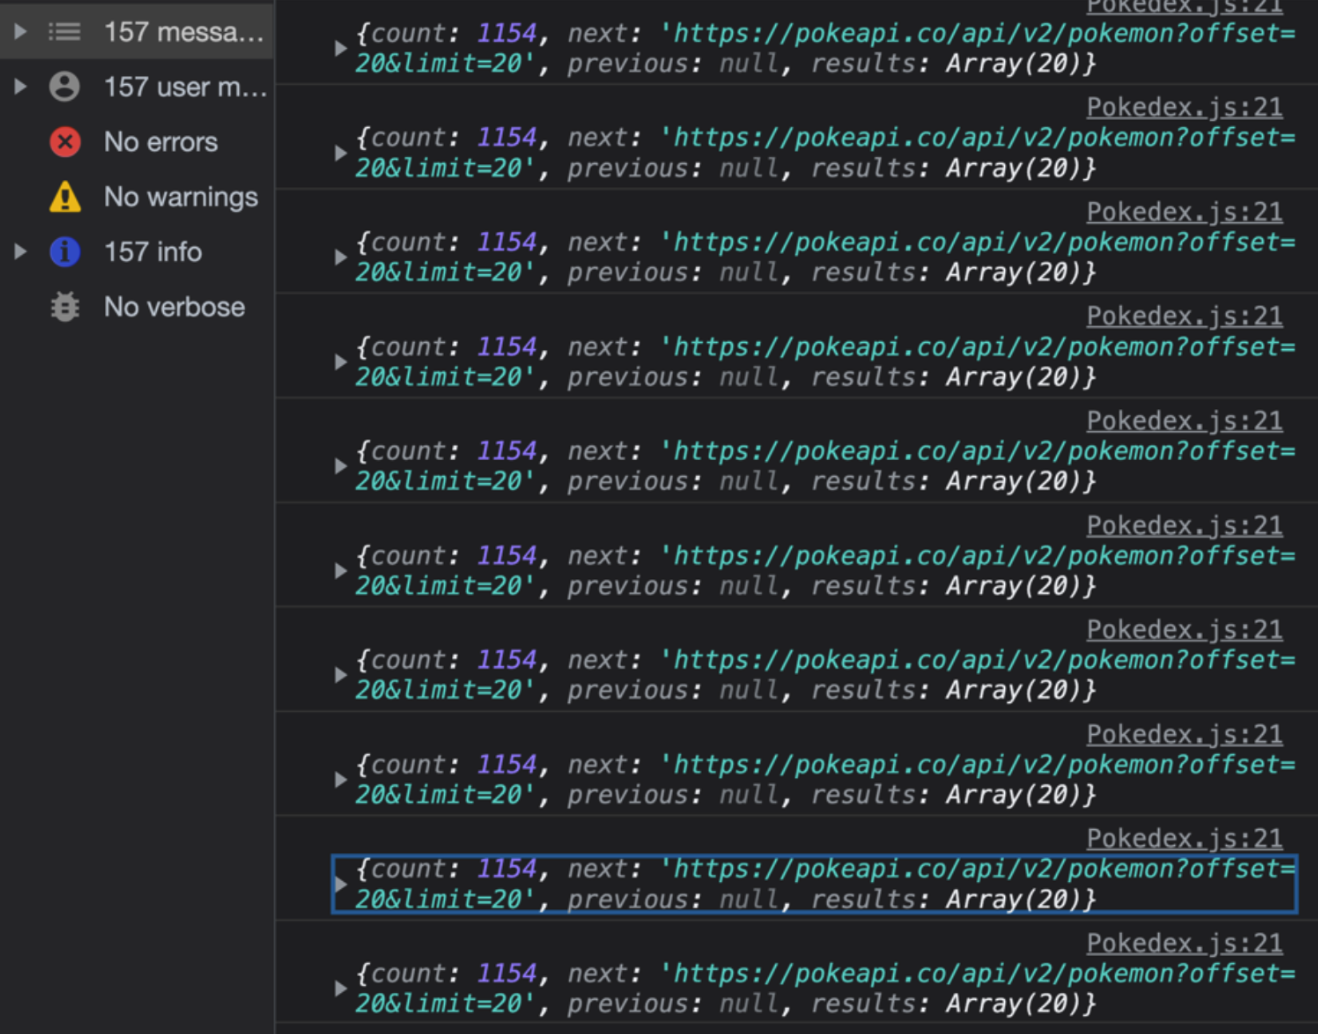 157 messa...
157 user m...
No errors
No warnings
157 info
No verbose
Pokedex.js:21
{count: 1154, next: 'https://pokeapi.co/api/v2/pokemon?offset=
20&limit=20', previous: null, results: Array(20)}
Pokedex.js:21
{count: 1154, next: 'https://pokeapi.co/api/v2/pokemon?offset=
20&limit=20', previous: null, results: Array(20)}
Pokedex.js:21
{count: 1154, next: 'https://pokeapi.co/api/v2/pokemon?offset=
20&limit=20', previous: null, results: Array(20)}
Pokedex.js:21
{count: 1154, next: 'https://pokeapi.co/api/v2/pokemon?offset=
20&limit=20', previous: null, results: Array(20)}
Pokedex.js:21
{count: 1154, next: 'https://pokeapi.co/api/v2/pokemon?offset=
20&limit=20', previous: null, results: Array(20)}
Pokedex.js:21
{count: 1154, next: 'https://pokeapi.co/api/v2/pokemon?offset=
20&limit=20', previous: null, results: Array(20)}
Pokedex.js:21
{count: 1154, next: 'https://pokeapi.co/api/v2/pokemon?offset=
20&limit=20', previous: null, results: Array(20)}
Pokedex.js:21
{count: 1154, next: 'https://pokeapi.co/api/v2/pokemon?offset=
20&limit=20', previous: null, results: Array(20)}
Pokedex.js:21
{count: 1154, next: 'https://pokeapi.co/api/v2/pokemon?offset=
20&limit=20', previous: null, results: Array(20)}
Pokedex.js:21
{count: 1154, next: 'https://pokeapi.co/api/v2/pokemon?offset=
20&limit=20', previous: null, results: Array(20)}